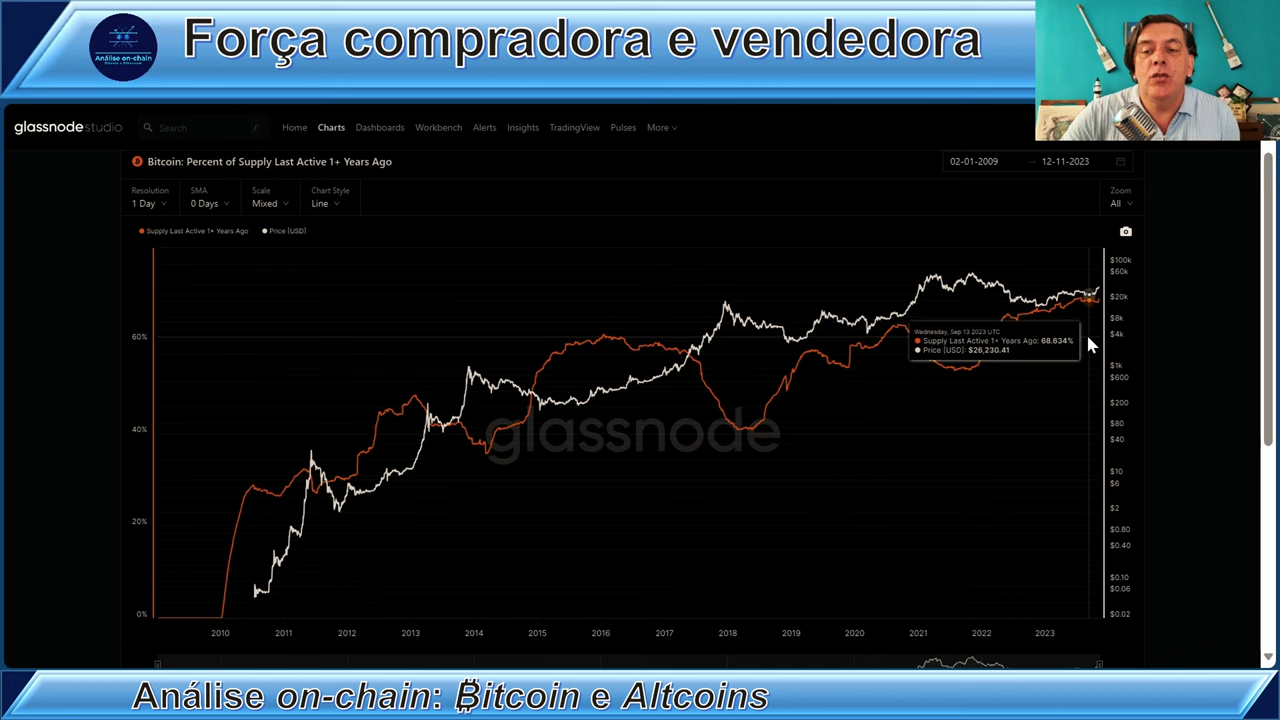 Força compradora e vendedora
Análise on-chain
Bitcoin e Ethereum
glassnodestudio
Search
/
Home Charts Dashboards Workbench Alerts Insights TradingView Pulses More
Bitcoin: Percent of Supply Last Active 1+ Years Ago
02-01-2009 → 12-11-2023
Resolution SMA Scale Chart Style Zoom
1 Day 0 Days Mixed Line All
Supply Last Active 1+ Years Ago Price [USD]
$100k
$60k
$20k
$8k
$4k
$1k
$600
$200
$80
$40
$10
$6
$2
$0.80
$0.40
$0.10
$0.06
$0.02
60%
40%
20%
0%
Wednesday, Sep 13 2023 UTC
Supply Last Active 1+ Years Ago: 68.634%
Price [USD]: $26,230.41
glassnode
2010 2011 2012 2013 2014 2015 2016 2017 2018 2019 2020 2021 2022 2023
Análise on-chain: ₿itcoin e Altcoins